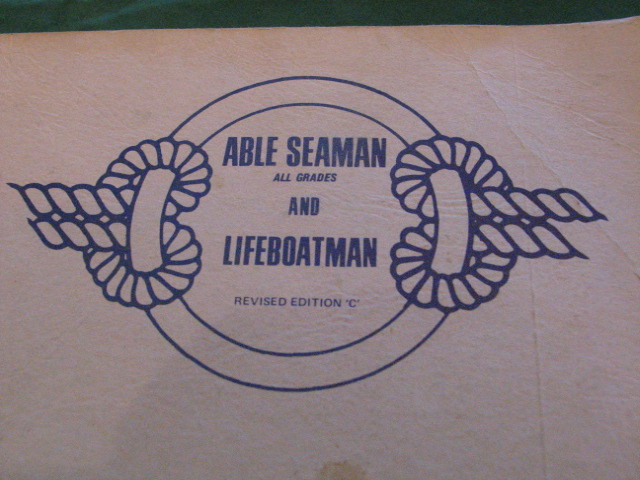 ABLE SEAMAN
ALL GRADES
AND
LIFEBOATMAN
REVISED EDITION 'C'